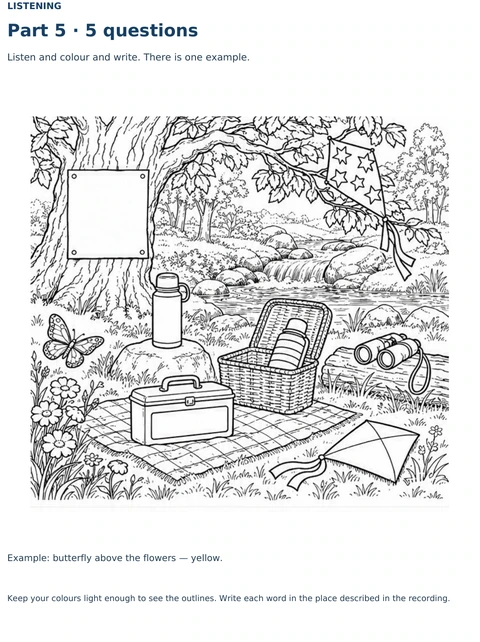 LISTENING
Part 5 · 5 questions
Listen and colour and write. There is one example.
Example: butterfly above the flowers — yellow.
Keep your colours light enough to see the outlines. Write each word in the place described in the recording.